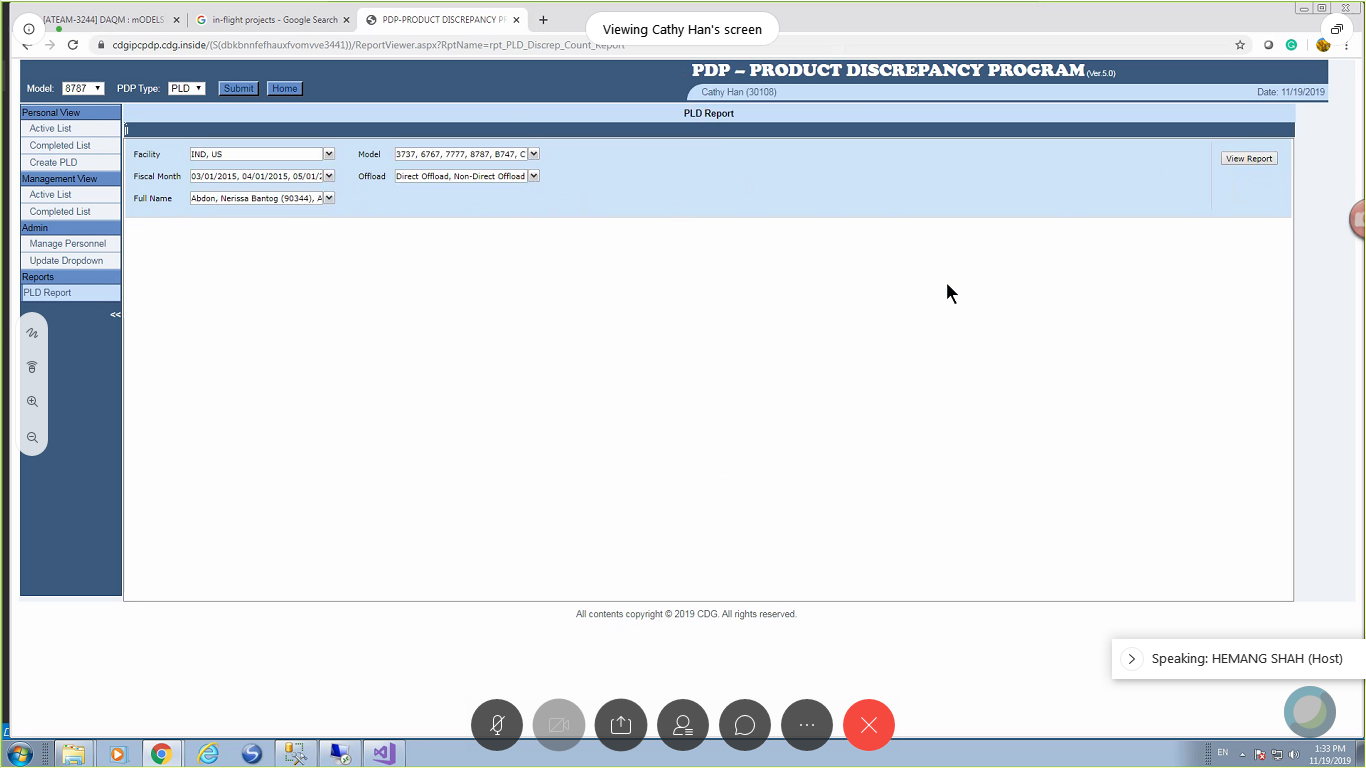 [ATEAM-3244] DAQM : mODELS
in-flight projects - Google Search
PDP-PRODUCT DISCREPANCY
Viewing Cathy Han's screen
cdgipcpdp.cdg.inside/(S(dbkbnnfefhauxfvomvve3441))/ReportViewer.aspx?RptName=rpt_PLD_Discrep_Count_Report
PDP – PRODUCT DISCREPANCY PROGRAM (Ver.5.0)
Model: 8787 PDP Type: PLD Submit Home
Cathy Han (30108) Date: 11/19/2019
Personal View
Active List
Completed List
Create PLD
Management View
Active List
Completed List
Admin
Manage Personnel
Update Dropdown
Reports
PLD Report
<<
PLD Report
Facility IND, US Model 3737, 6767, 7777, 8787, B747, C View Report
Fiscal Month 03/01/2015, 04/01/2015, 05/01/2 Offload Direct Offload, Non-Direct Offload
Full Name Abdon, Nerissa Bantog (90344), A
All contents copyright © 2019 CDG. All rights reserved.
Speaking: HEMANG SHAH (Host)
EN
1:33 PM
11/19/2019